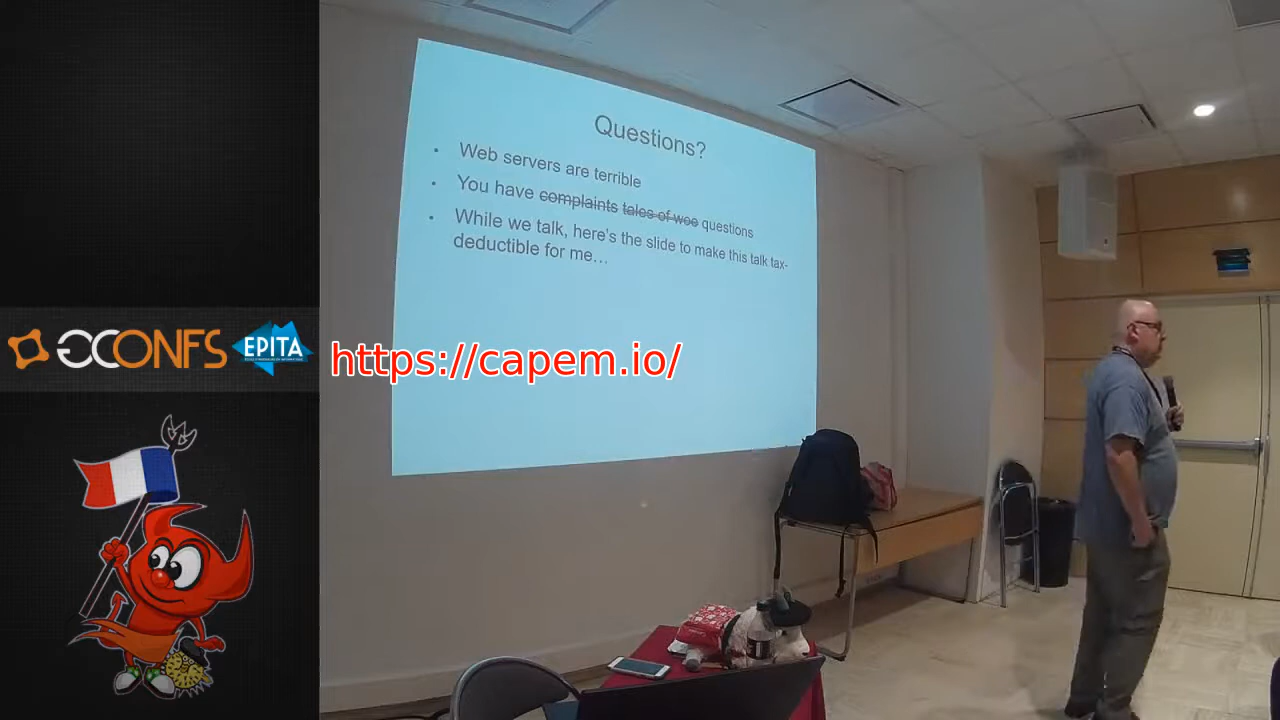 Questions?
• Web servers are terrible
• You have complaints tales of woe questions
• While we talk, here's the slide to make this talk tax-
deductible for me...
GCONFS
EPITA
https://capem.io/